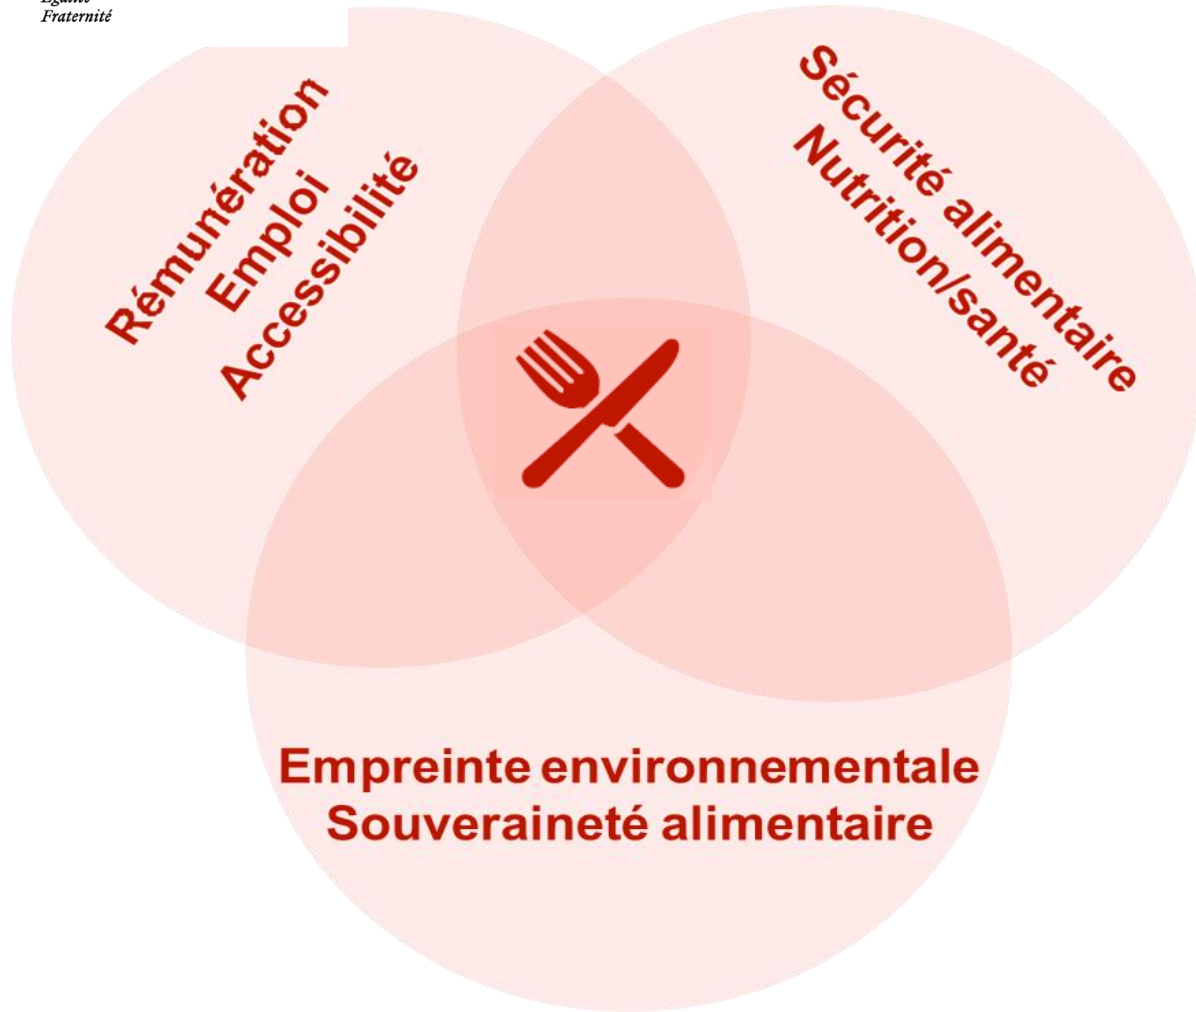 Fraternité
Rémunération
Emploi
Accessibilité
Sécurité alimentaire
Nutrition/santé
Empreinte environnementale
Souveraineté alimentaire